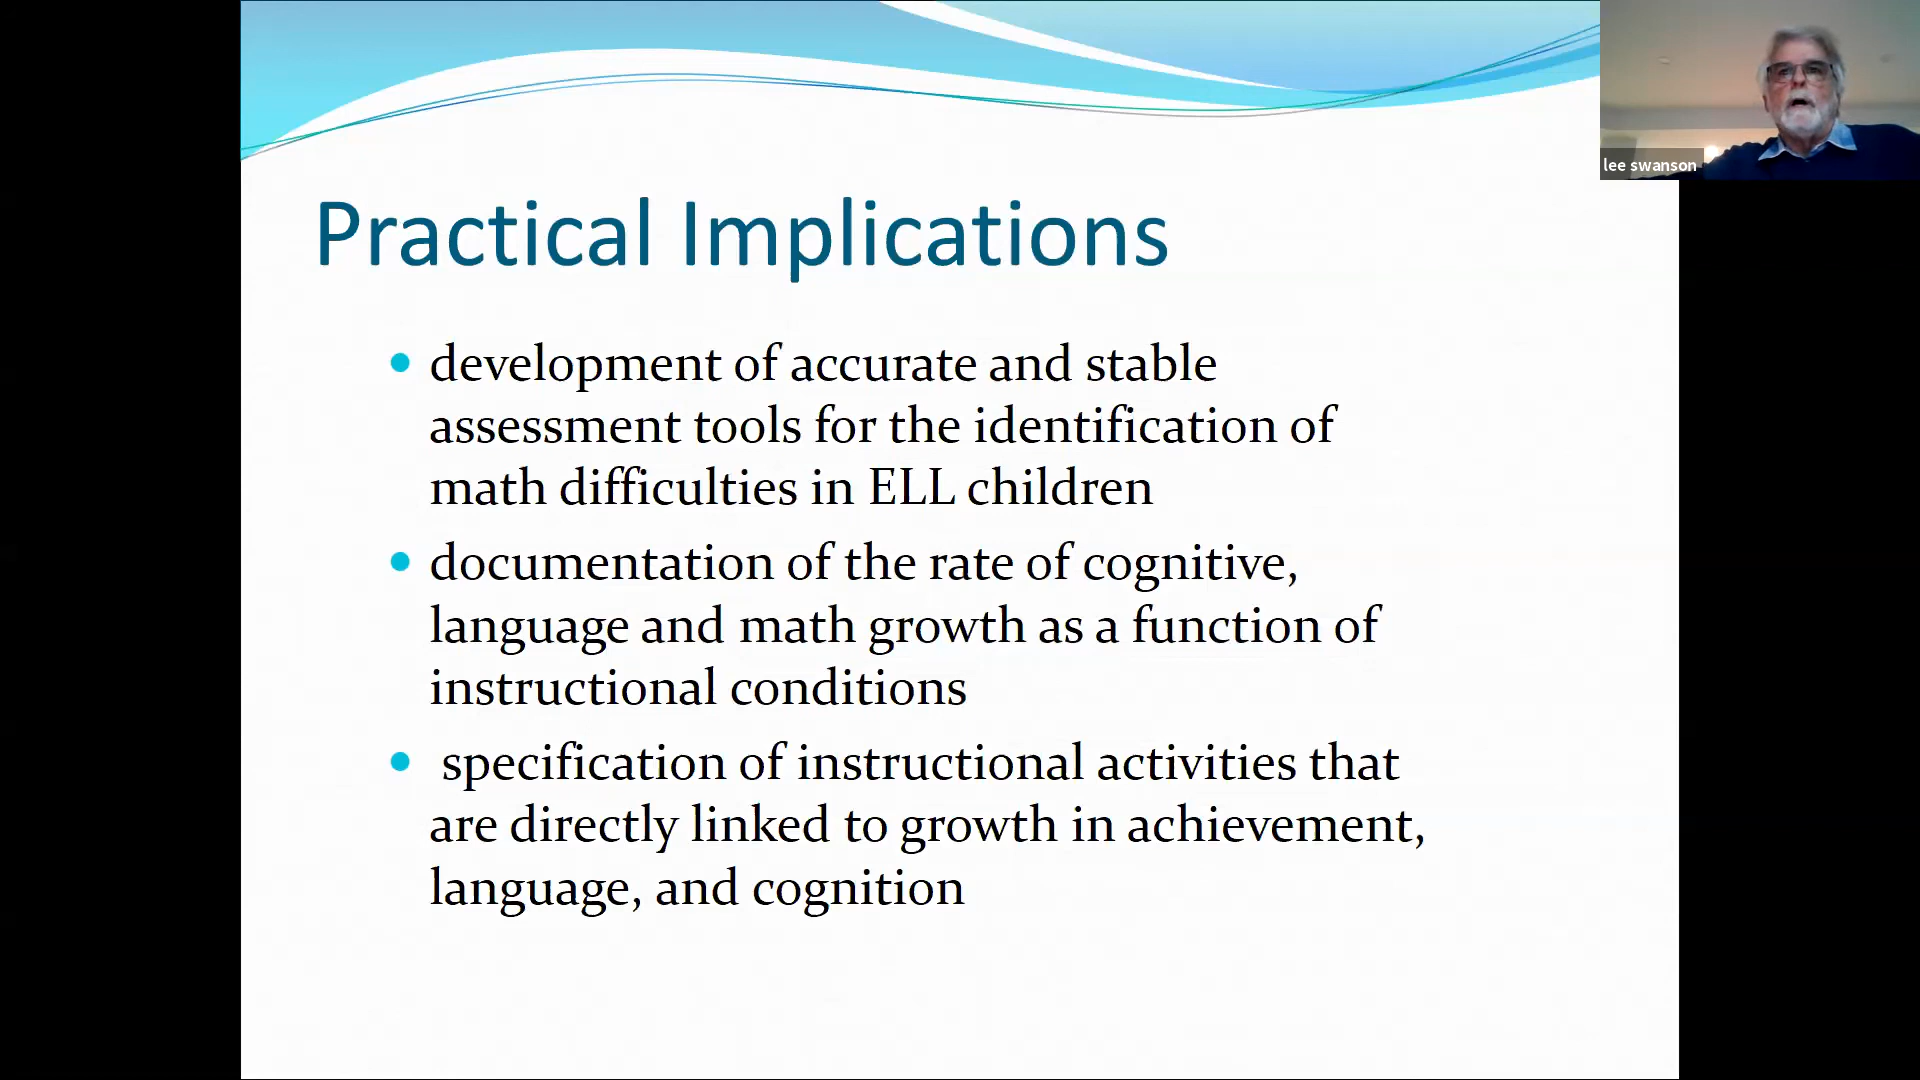 lee swanson
Practical Implications
development of accurate and stable
assessment tools for the identification of
math difficulties in ELL children
documentation of the rate of cognitive,
language and math growth as a function of
instructional conditions
specification of instructional activities that
are directly linked to growth in achievement,
language, and cognition